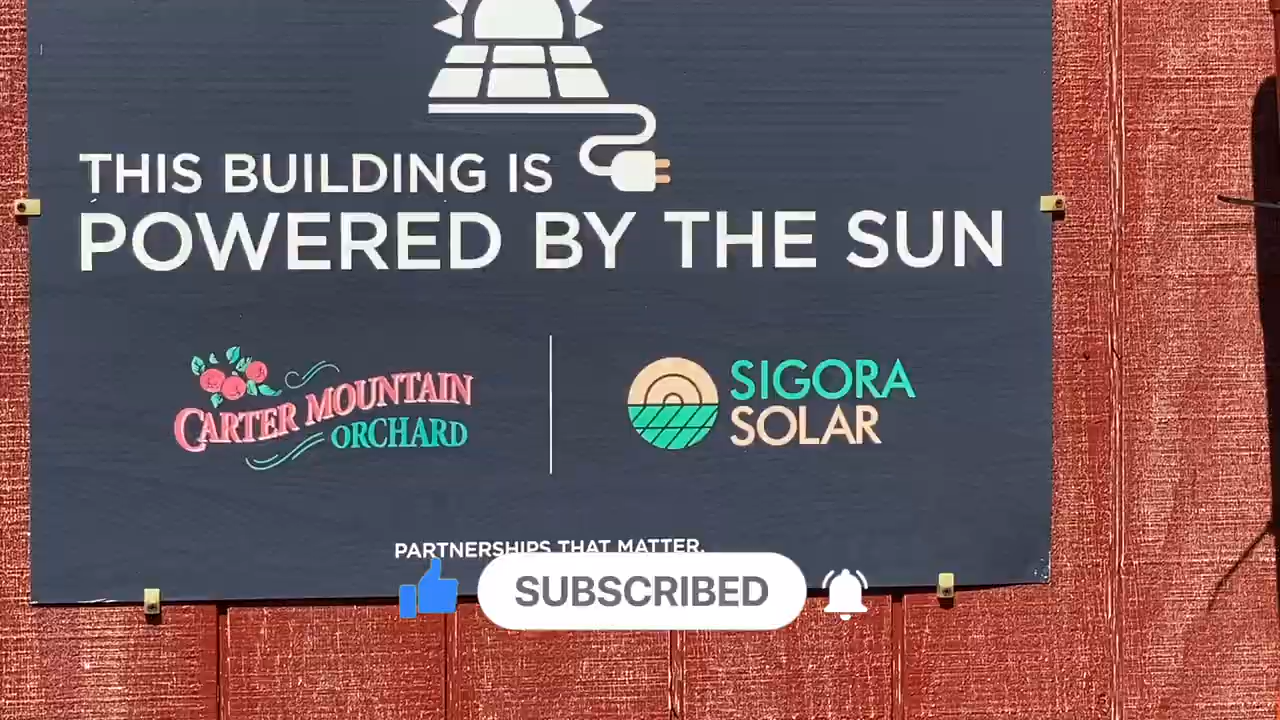 THIS BUILDING IS
POWERED BY THE SUN
CARTER MOUNTAIN
ORCHARD
SIGORA
SOLAR
PARTNERSHIPS THAT MATTER.
SUBSCRIBED